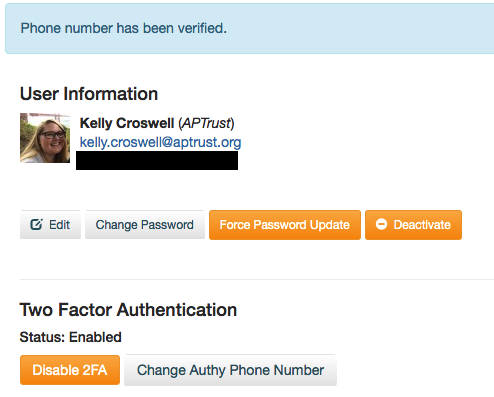 Phone number has been verified.
User Information
Kelly Croswell (APTrust)
kelly.croswell@aptrust.org
Edit
Change Password
Force Password Update
Deactivate
Two Factor Authentication
Status: Enabled
Disable 2FA
Change Authy Phone Number